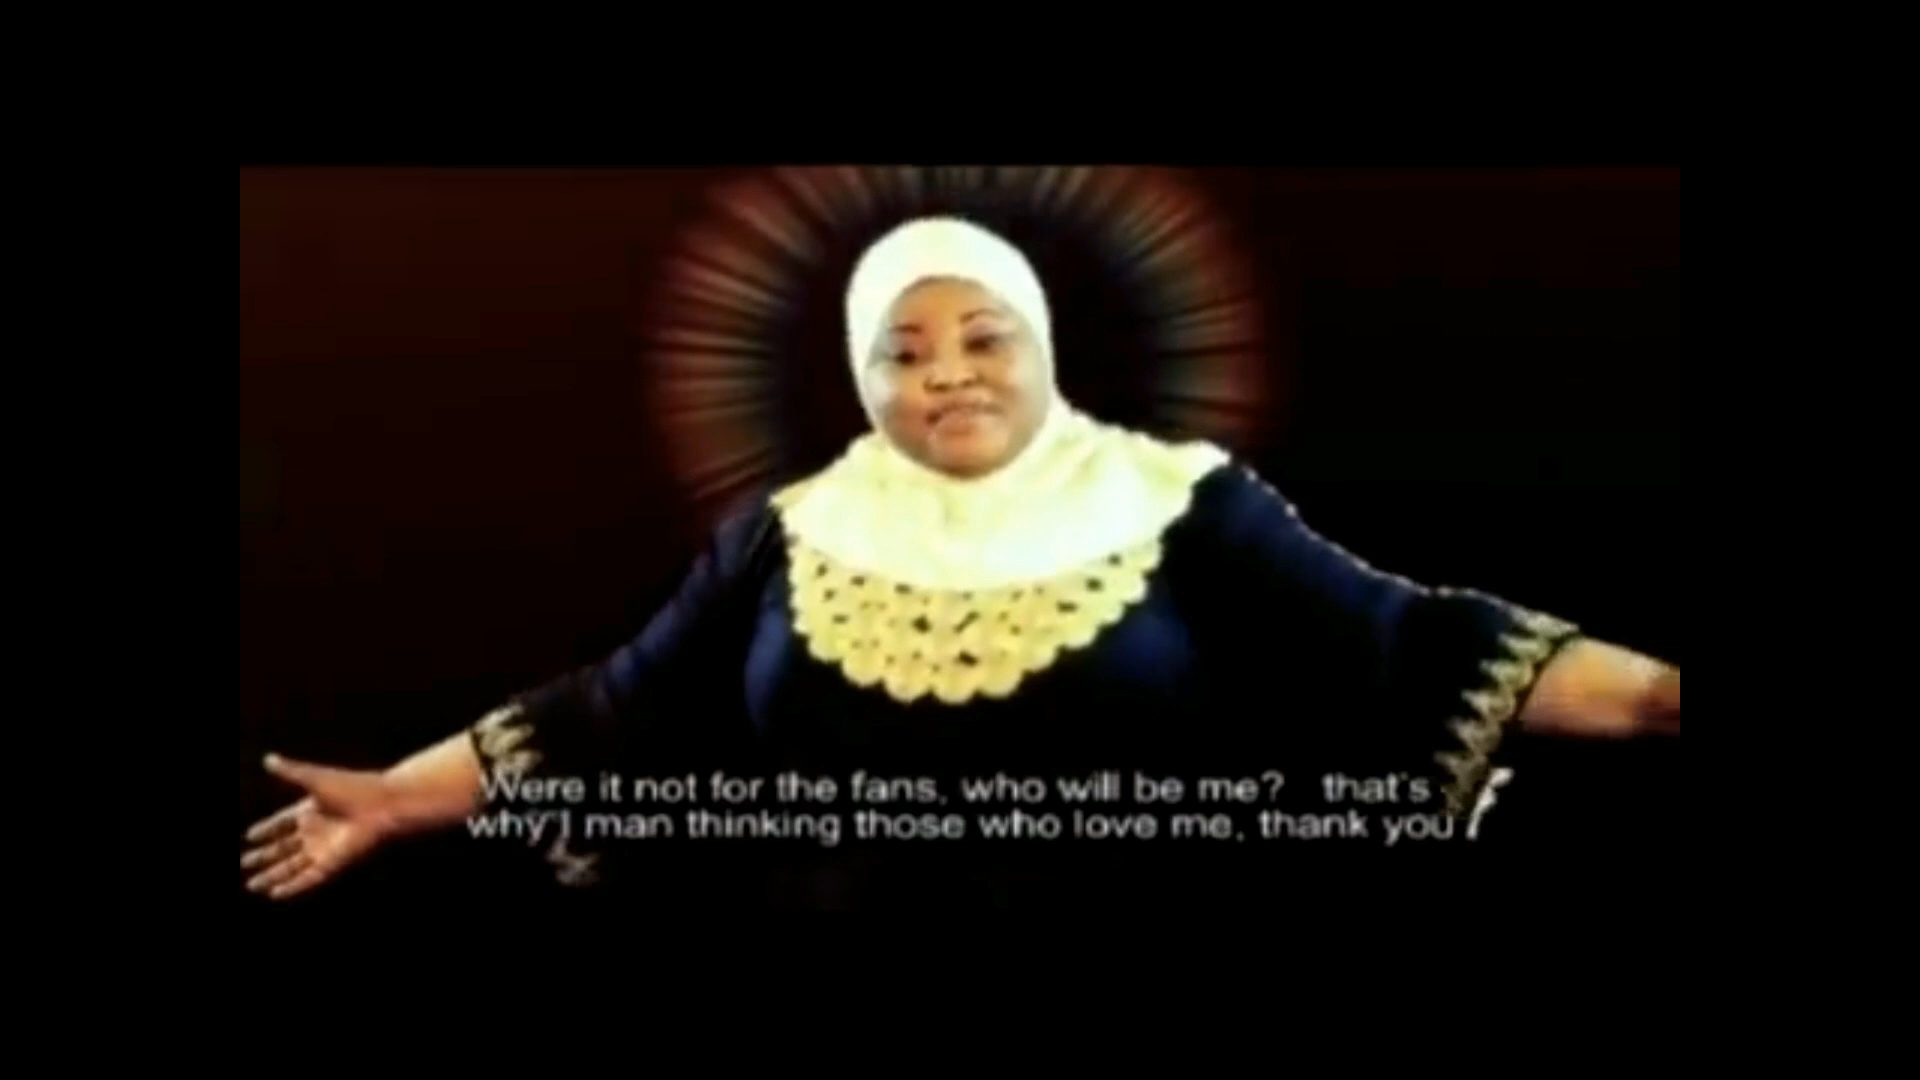 Were it not for the fans, who will be me? that's
why I man thinking those who love me, thank you